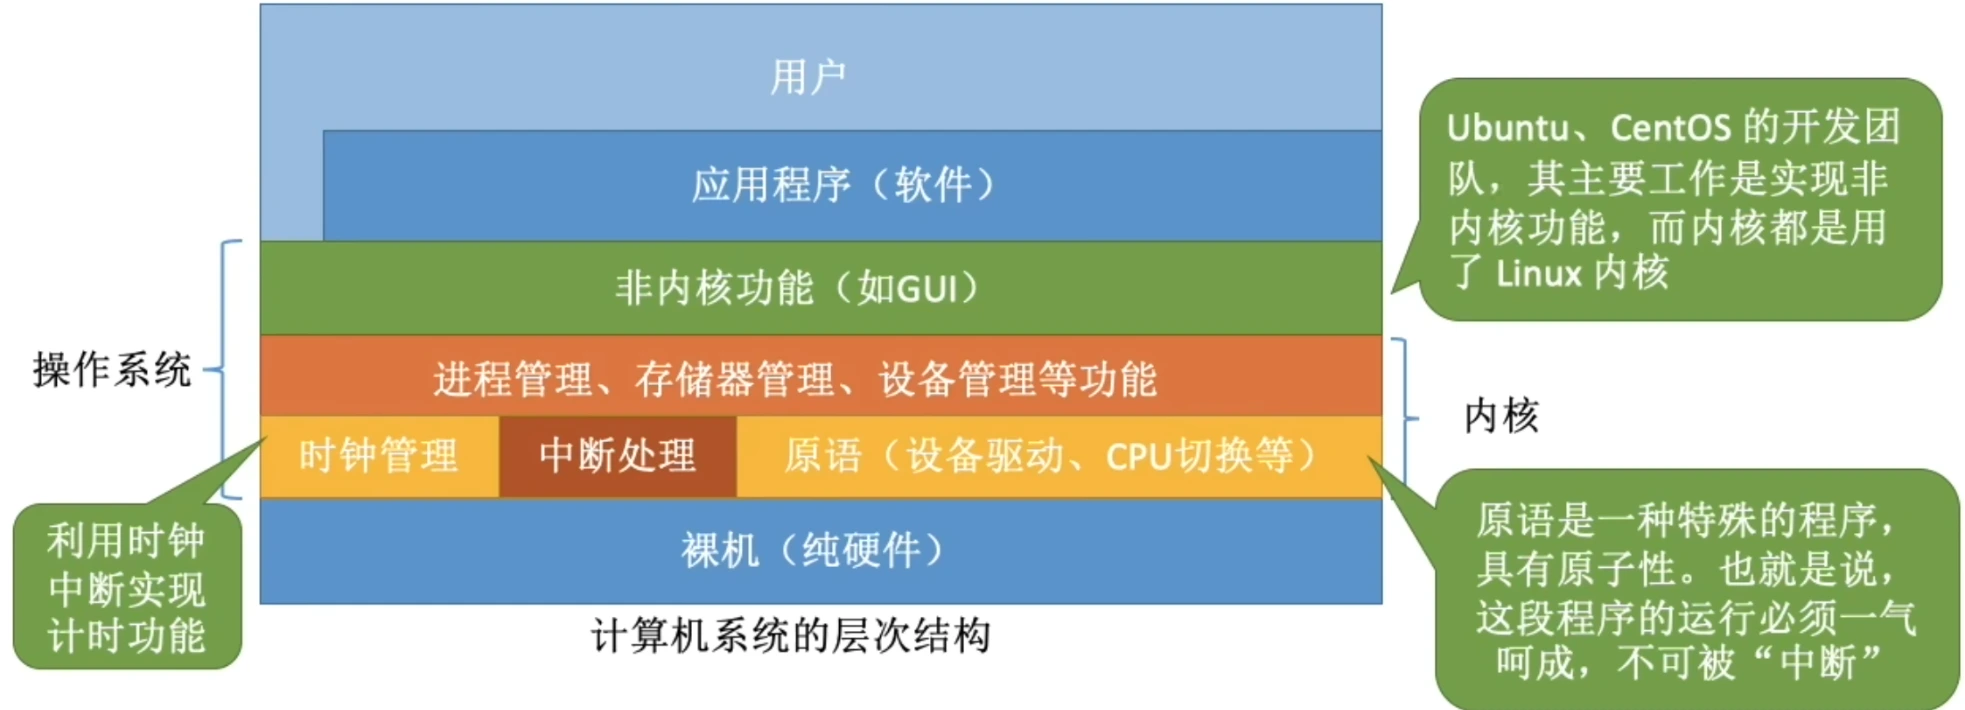 用户
应用程序（软件）
Ubuntu、CentOS 的开发团
队，其主要工作是实现非
内核功能，而内核都是用
了 Linux 内核
非内核功能（如GUI）
操作系统
进程管理、存储器管理、设备管理等功能
内核
时钟管理
中断处理
原语（设备驱动、CPU切换等）
利用时钟
中断实现
计时功能
裸机（纯硬件）
原语是一种特殊的程序，
具有原子性。也就是说，
这段程序的运行必须一气
呵成，不可被“中断”
计算机系统的层次结构